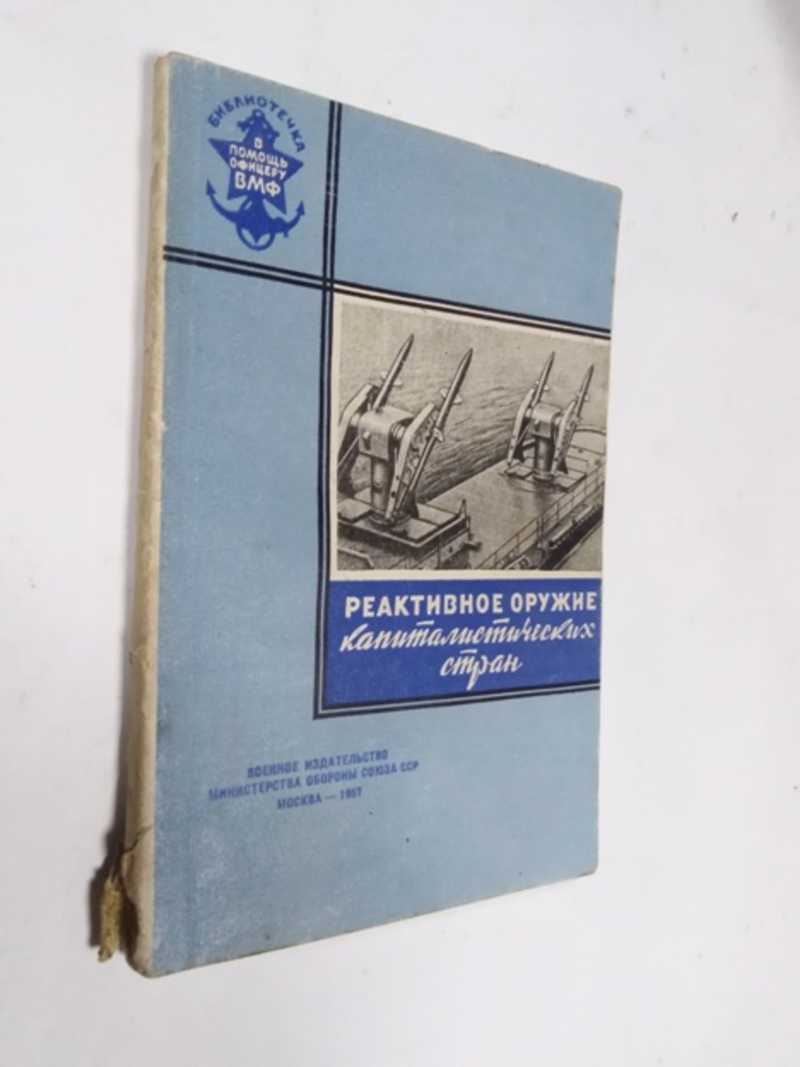 БИБЛИОТЕЧКА
В
ПОМОЩЬ
ОФИЦЕРУ
ВМФ
РЕАКТИВНОЕ ОРУЖИЕ
капиталистических
стран
ВОЕННОЕ ИЗДАТЕЛЬСТВО
МИНИСТЕРСТВА ОБОРОНЫ СОЮЗА ССР
МОСКВА — 1957